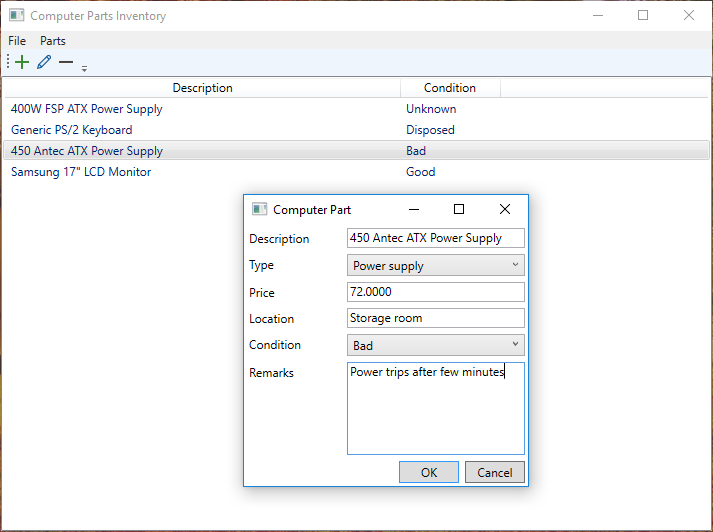 Computer Parts Inventory
File Parts
Description Condition
400W FSP ATX Power Supply Unknown
Generic PS/2 Keyboard Disposed
450 Antec ATX Power Supply Bad
Samsung 17" LCD Monitor Good
Computer Part
Description 450 Antec ATX Power Supply
Type Power supply
Price 72.0000
Location Storage room
Condition Bad
Remarks Power trips after few minutes
OK Cancel